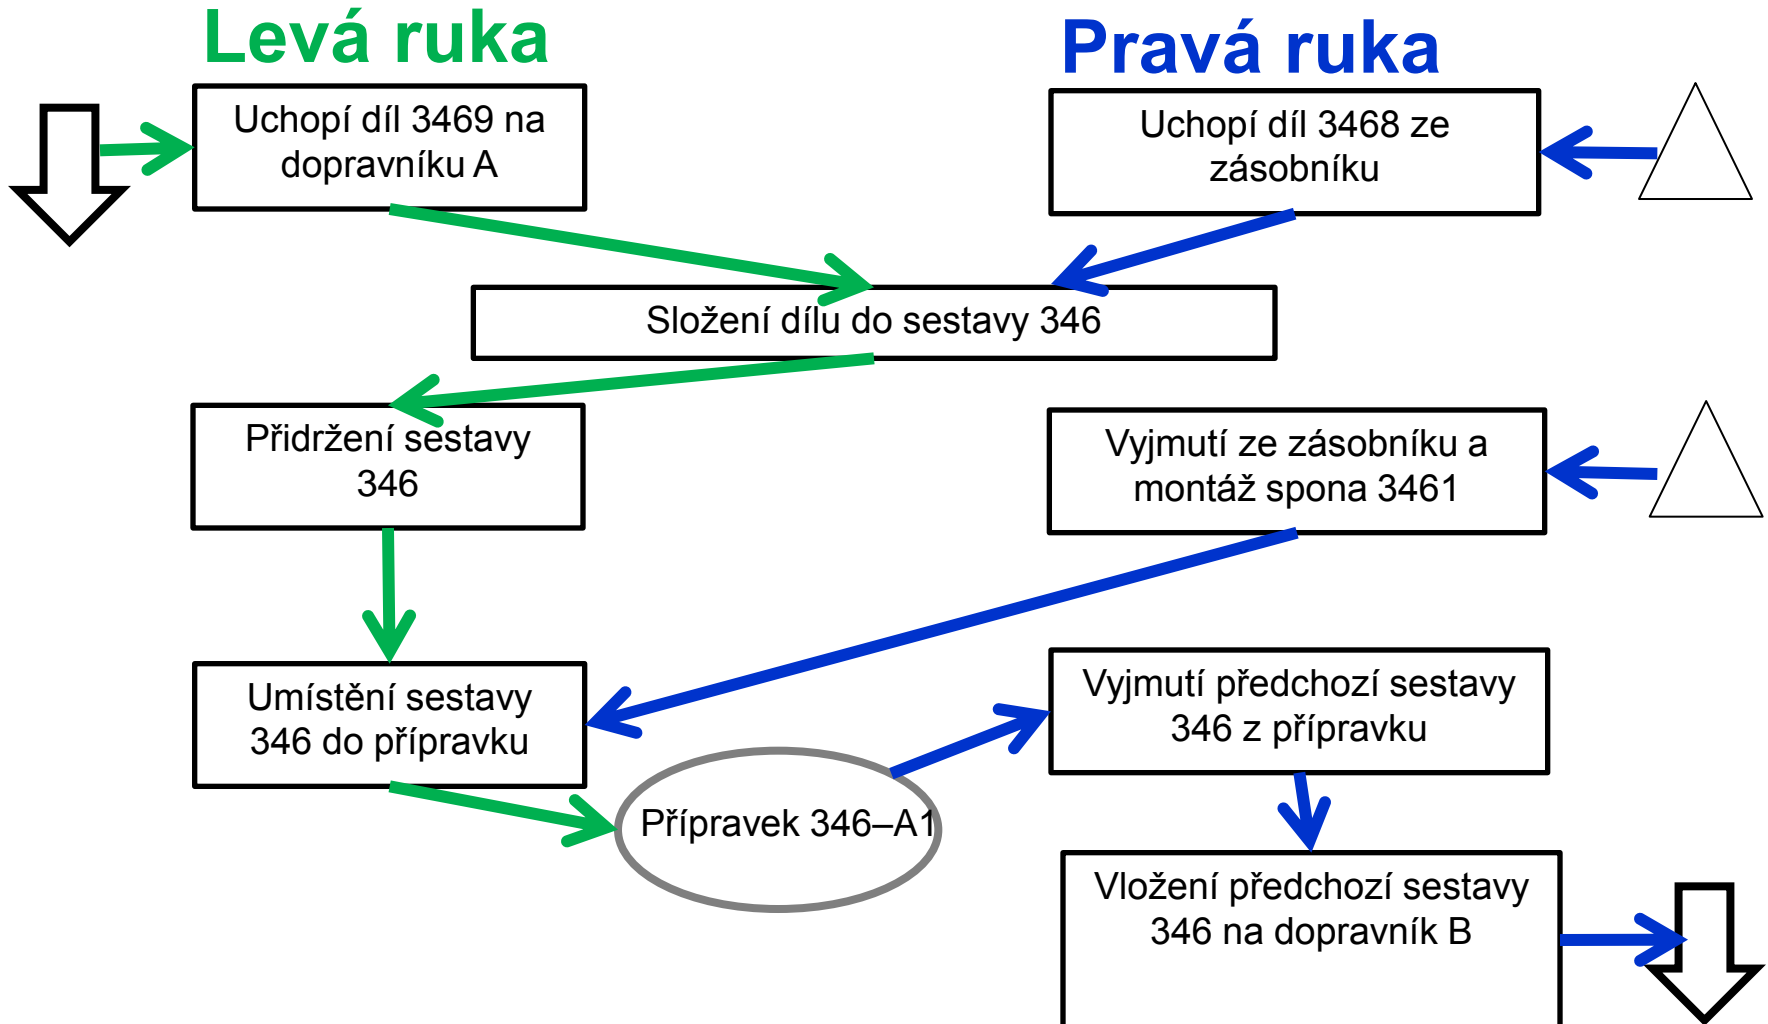 Levá ruka
Pravá ruka
Uchopí díl 3469 na
dopravníku A
Uchopí díl 3468 ze
zásobníku
Složení dílu do sestavy 346
Přidržení sestavy
346
Vyjmutí ze zásobníku a
montáž spona 3461
Umístění sestavy
346 do přípravku
Vyjmutí předchozí sestavy
346 z přípravku
Přípravek 346–A1
Vložení předchozí sestavy
346 na dopravník B